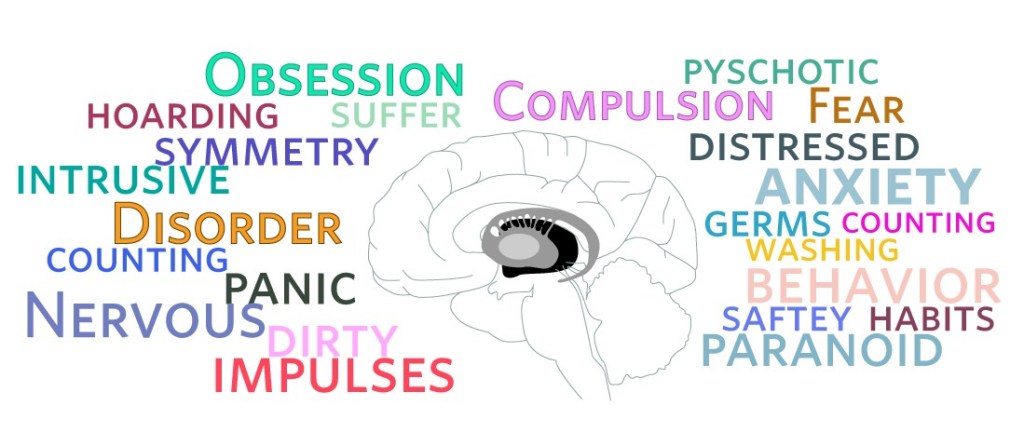 OBSESSION
HOARDING SUFFER
SYMMETRY
INTRUSIVE
DISORDER
COUNTING
PANIC
NERVOUS
DIRTY
IMPULSES
COMPULSION
PYSCHOTIC
FEAR
DISTRESSED
ANXIETY
GERMS COUNTING
WASHING
BEHAVIOR
SAFTEY HABITS
PARANOID